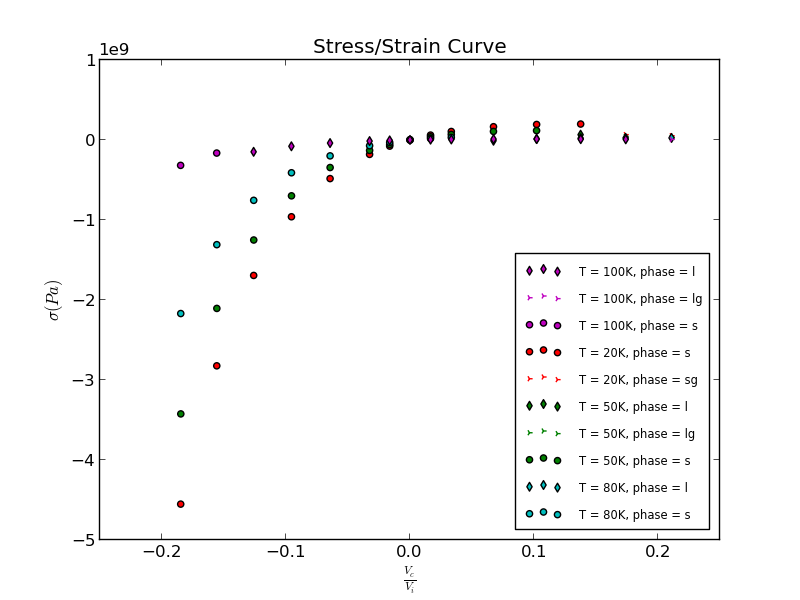 Stress/Strain Curve
1e9
1
0
−1
−2
−3
−4
−5
σ(Pa)
T = 100K, phase = l
T = 100K, phase = lg
T = 100K, phase = s
T = 20K, phase = s
T = 20K, phase = sg
T = 50K, phase = l
T = 50K, phase = lg
T = 50K, phase = s
T = 80K, phase = l
T = 80K, phase = s
−0.2 −0.1 0.0 0.1 0.2
V_c
V_i